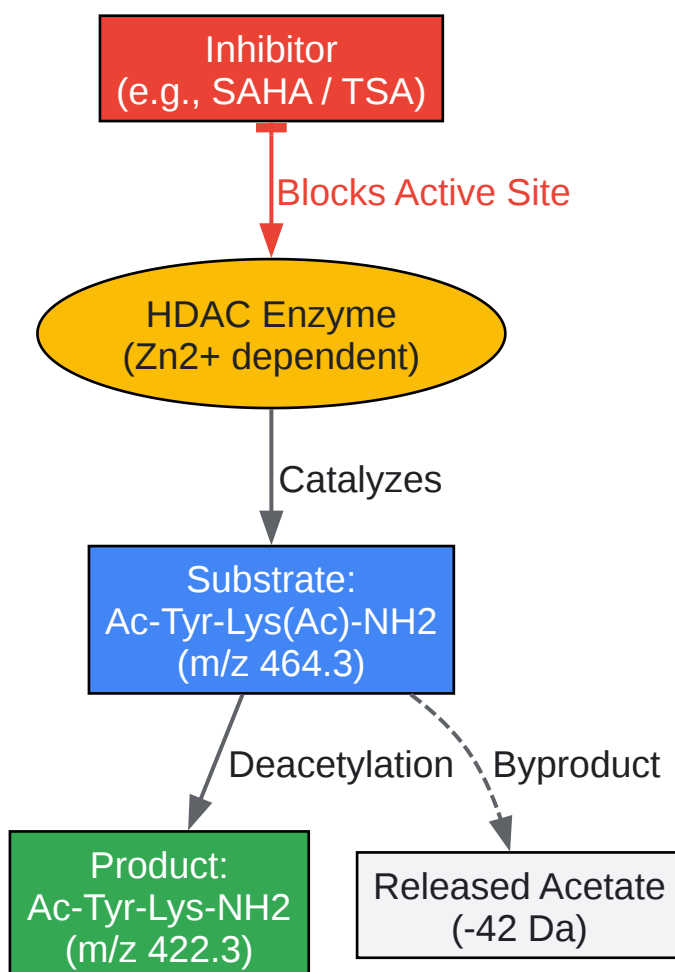 Inhibitor
(e.g., SAHA / TSA)
Blocks Active Site
HDAC Enzyme
(Zn2+ dependent)
Catalyzes
Substrate:
Ac-Tyr-Lys(Ac)-NH2
(m/z 464.3)
Deacetylation
Byproduct
Product:
Ac-Tyr-Lys-NH2
(m/z 422.3)
Released Acetate
(-42 Da)